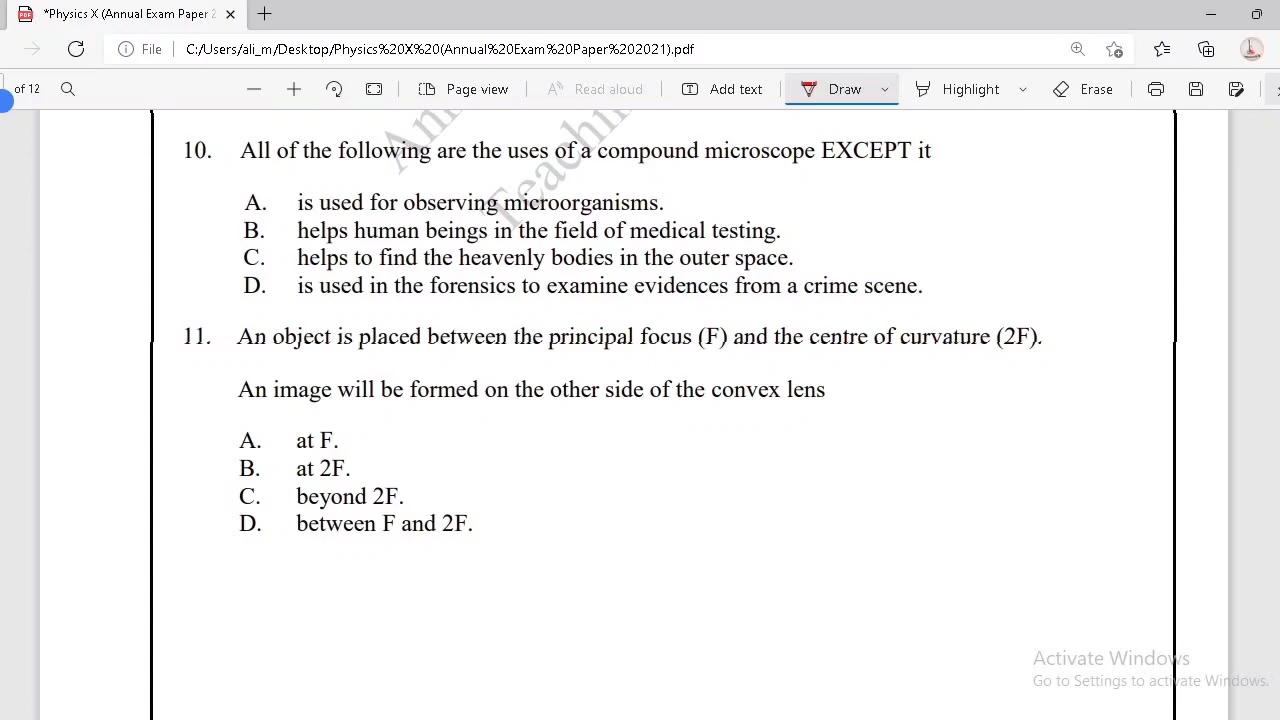 *Physics X (Annual Exam Paper 2
File
C:/Users/ali_m/Desktop/Physics%20X%20(Annual%20Exam%20Paper%202021).pdf
of 12
Page view
Read aloud
Add text
Draw
Highlight
Erase
10. All of the following are the uses of a compound microscope EXCEPT it
A. is used for observing microorganisms.
B. helps human beings in the field of medical testing.
C. helps to find the heavenly bodies in the outer space.
D. is used in the forensics to examine evidences from a crime scene.
11. An object is placed between the principal focus (F) and the centre of curvature (2F).
An image will be formed on the other side of the convex lens
A. at F.
B. at 2F.
C. beyond 2F.
D. between F and 2F.
Activate Windows
Go to Settings to activate Windows.